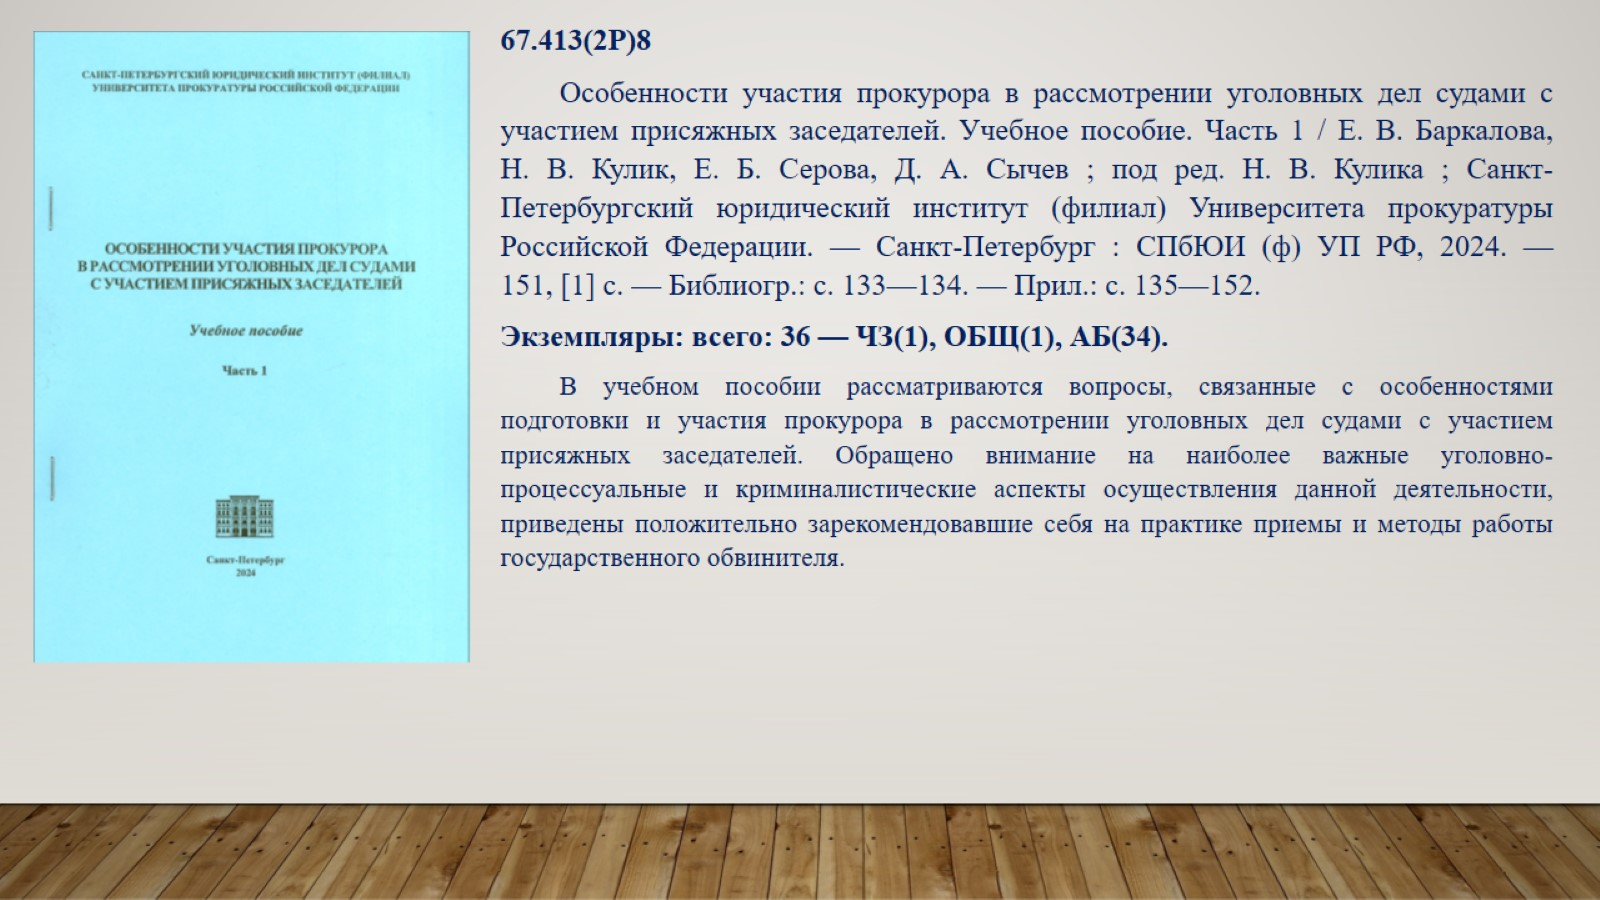 САНКТ-ПЕТЕРБУРГСКИЙ ЮРИДИЧЕСКИЙ ИНСТИТУТ (ФИЛИАЛ)
УНИВЕРСИТЕТА ПРОКУРАТУРЫ РОССИЙСКОЙ ФЕДЕРАЦИИ
ОСОБЕННОСТИ УЧАСТИЯ ПРОКУРОРА
В РАССМОТРЕНИИ УГОЛОВНЫХ ДЕЛ СУДАМИ
С УЧАСТИЕМ ПРИСЯЖНЫХ ЗАСЕДАТЕЛЕЙ
Учебное пособие
Часть 1
Санкт-Петербург
2024
67.413(2Р)8
Особенности участия прокурора в рассмотрении уголовных дел судами с
участием присяжных заседателей. Учебное пособие. Часть 1 / Е. В. Баркалова,
Н. В. Кулик, Е. Б. Серова, Д. А. Сычев ; под ред. Н. В. Кулика ; Санкт-
Петербургский юридический институт (филиал) Университета прокуратуры
Российской Федерации. — Санкт-Петербург : СПбЮИ (ф) УП РФ, 2024. —
151, [1] с. — Библиогр.: с. 133—134. — Прил.: с. 135—152.
Экземпляры: всего: 36 — ЧЗ(1), ОБЩ(1), АБ(34).
В учебном пособии рассматриваются вопросы, связанные с особенностями
подготовки и участия прокурора в рассмотрении уголовных дел судами с участием
присяжных заседателей. Обращено внимание на наиболее важные уголовно-
процессуальные и криминалистические аспекты осуществления данной деятельности,
приведены положительно зарекомендовавшие себя на практике приемы и методы работы
государственного обвинителя.